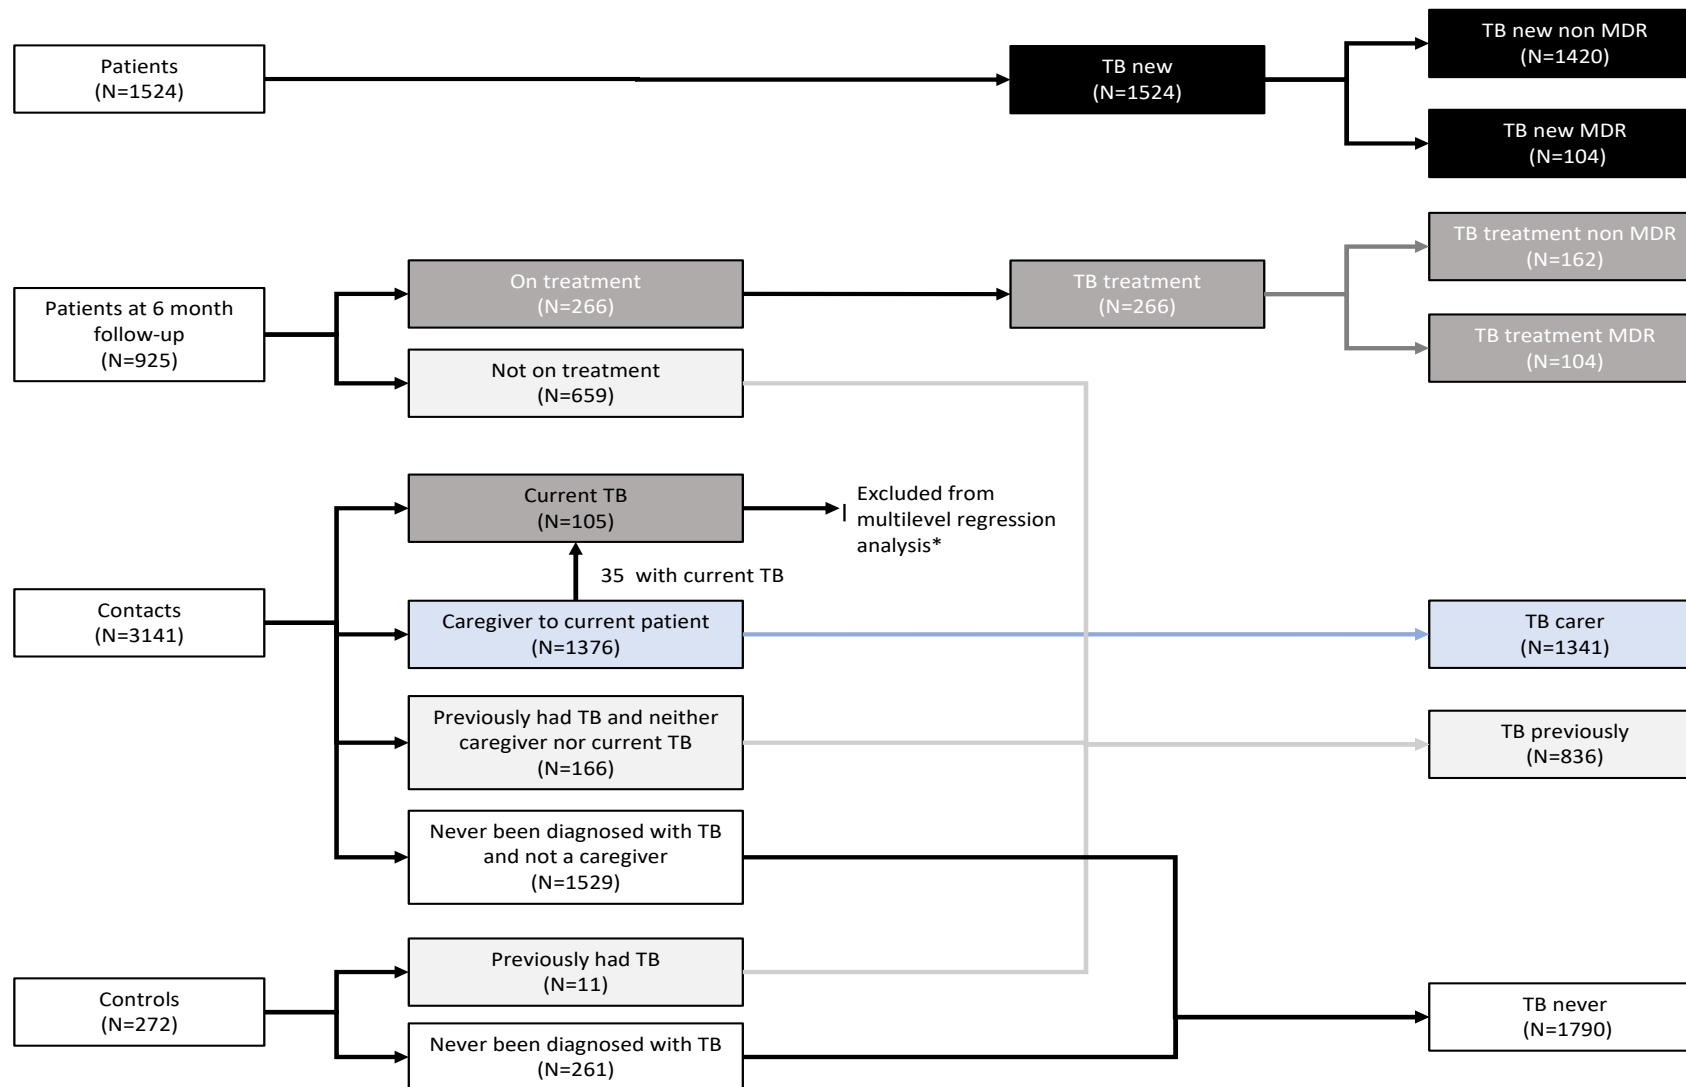 Patients
(N=1524)
TB new
(N=1524)
TB new non MDR
(N=1420)
TB new MDR
(N=104)
Patients at 6 month
follow-up
(N=925)
On treatment
(N=266)
TB treatment
(N=266)
TB treatment non MDR
(N=162)
TB treatment MDR
(N=104)
Not on treatment
(N=659)
Contacts
(N=3141)
Current TB
(N=105)
Excluded from
multilevel regression
analysis*
35 with current TB
Caregiver to current patient
(N=1376)
TB carer
(N=1341)
Previously had TB and neither
caregiver nor current TB
(N=166)
TB previously
(N=836)
Never been diagnosed with TB
and not a caregiver
(N=1529)
Controls
(N=272)
Previously had TB
(N=11)
Never been diagnosed with TB
(N=261)
TB never
(N=1790)